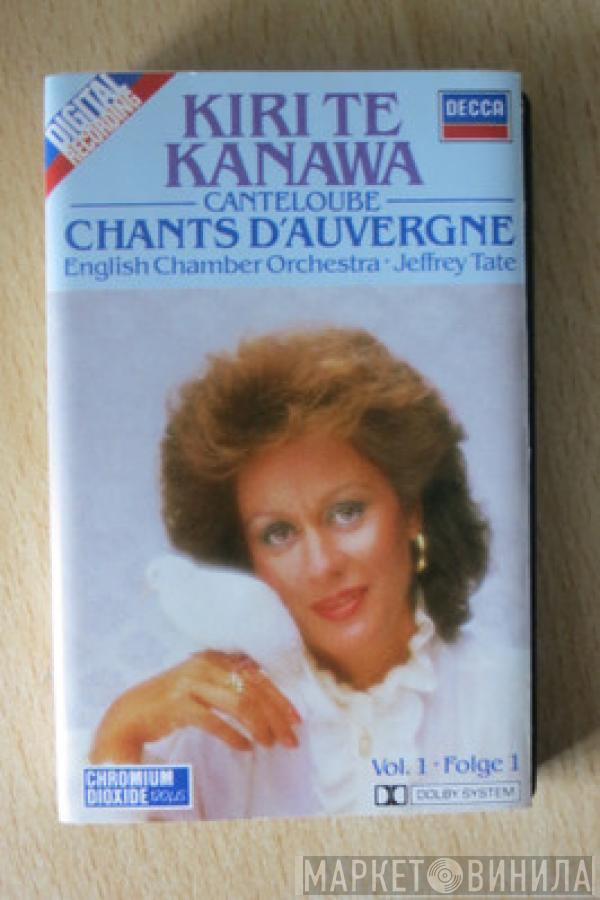 DIGITAL
RECORDING
KIRI TE
KANAWA
DECCA
CANTELOUBE
CHANTS D'AUVERGNE
English Chamber Orchestra · Jeffrey Tate
Vol. 1 · Folge 1
CHROMIUM
DIOXIDE 120µs
DOLBY SYSTEM
МАРКЕТ ВИНИЛА